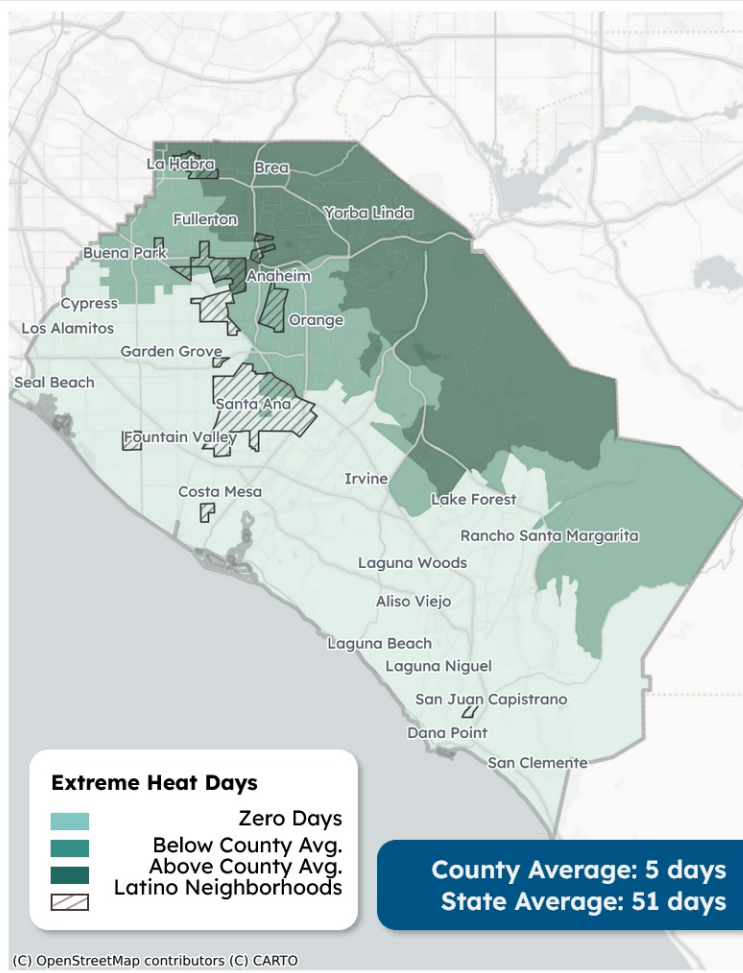 La Habra
Brea
Fullerton
Yorba Linda
Buena Park
Anaheim
Cypress
Orange
Los Alamitos
Garden Grove
Seal Beach
Santa Ana
Fountain Valley
Irvine
Costa Mesa
Lake Forest
Rancho Santa Margarita
Laguna Woods
Aliso Viejo
Laguna Beach
Laguna Niguel
San Juan Capistrano
Dana Point
San Clemente
Extreme Heat Days
Zero Days
Below County Avg.
Above County Avg.
Latino Neighborhoods
County Average: 5 days
State Average: 51 days
(C) OpenStreetMap contributors (C) CARTO